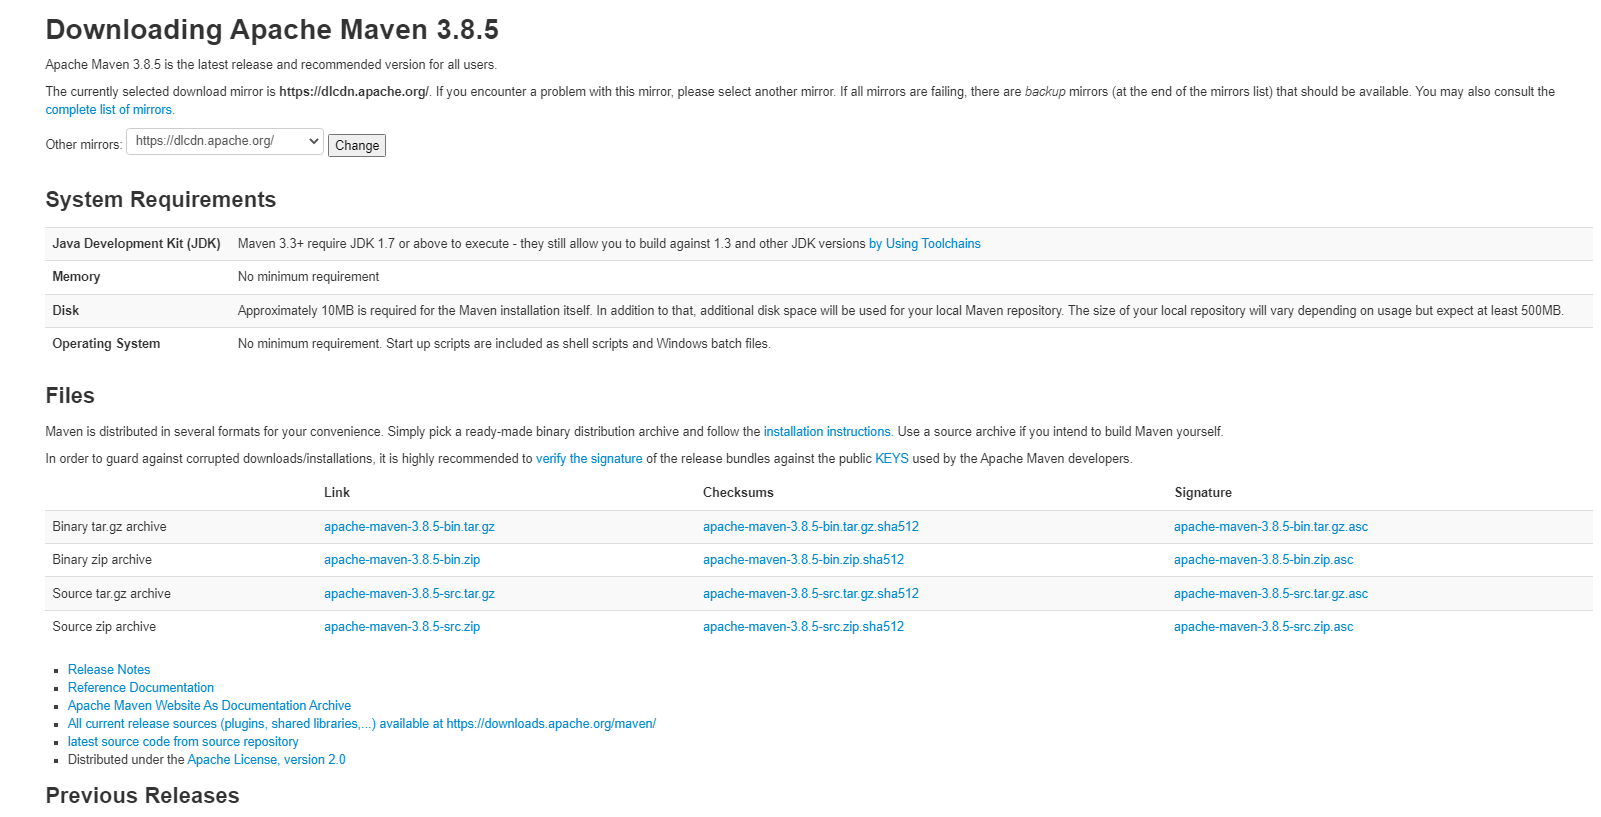 Downloading Apache Maven 3.8.5
Apache Maven 3.8.5 is the latest release and recommended version for all users.
The currently selected download mirror is https://dlcdn.apache.org/. If you encounter a problem with this mirror, please select another mirror. If all mirrors are failing, there are backup mirrors (at the end of the mirrors list) that should be available. You may also consult the
complete list of mirrors.
Other mirrors: https://dlcdn.apache.org/ Change
System Requirements
Java Development Kit (JDK) Maven 3.3+ require JDK 1.7 or above to execute - they still allow you to build against 1.3 and other JDK versions by Using Toolchains
Memory No minimum requirement
Disk Approximately 10MB is required for the Maven installation itself. In addition to that, additional disk space will be used for your local Maven repository. The size of your local repository will vary depending on usage but expect at least 500MB.
Operating System No minimum requirement. Start up scripts are included as shell scripts and Windows batch files.
Files
Maven is distributed in several formats for your convenience. Simply pick a ready-made binary distribution archive and follow the installation instructions. Use a source archive if you intend to build Maven yourself.
In order to guard against corrupted downloads/installations, it is highly recommended to verify the signature of the release bundles against the public KEYS used by the Apache Maven developers.
Link Checksums Signature
Binary tar.gz archive apache-maven-3.8.5-bin.tar.gz apache-maven-3.8.5-bin.tar.gz.sha512 apache-maven-3.8.5-bin.tar.gz.asc
Binary zip archive apache-maven-3.8.5-bin.zip apache-maven-3.8.5-bin.zip.sha512 apache-maven-3.8.5-bin.zip.asc
Source tar.gz archive apache-maven-3.8.5-src.tar.gz apache-maven-3.8.5-src.tar.gz.sha512 apache-maven-3.8.5-src.tar.gz.asc
Source zip archive apache-maven-3.8.5-src.zip apache-maven-3.8.5-src.zip.sha512 apache-maven-3.8.5-src.zip.asc
Release Notes
Reference Documentation
Apache Maven Website As Documentation Archive
All current release sources (plugins, shared libraries,...) available at https://downloads.apache.org/maven/
latest source code from source repository
Distributed under the Apache License, version 2.0
Previous Releases